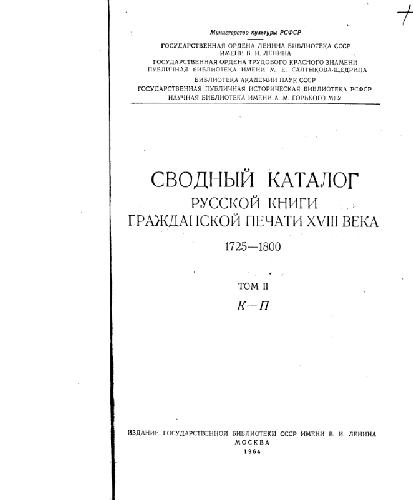 Министерство культуры РСФСР
ГОСУДАРСТВЕННАЯ ОРДЕНА ЛЕНИНА БИБЛИОТЕКА СССР
ИМЕНИ В. И. ЛЕНИНА
ГОСУДАРСТВЕННАЯ ОРДЕНА ТРУДОВОГО КРАСНОГО ЗНАМЕНИ
ПУБЛИЧНАЯ БИБЛИОТЕКА ИМЕНИ М. Е. САЛТЫКОВА-ЩЕДРИНА
БИБЛИОТЕКА АКАДЕМИИ НАУК СССР
ГОСУДАРСТВЕННАЯ ПУБЛИЧНАЯ ИСТОРИЧЕСКАЯ БИБЛИОТЕКА РСФСР
НАУЧНАЯ БИБЛИОТЕКА ИМЕНИ А. М. ГОРЬКОГО МГУ
СВОДНЫЙ КАТАЛОГ
РУССКОЙ КНИГИ
ГРАЖДАНСКОЙ ПЕЧАТИ XVIII ВЕКА
1725—1800
ТОМ II
К—П
ИЗДАНИЕ ГОСУДАРСТВЕННОЙ БИБЛИОТЕКИ СССР ИМЕНИ В. И. ЛЕНИНА
МОСКВА
1964